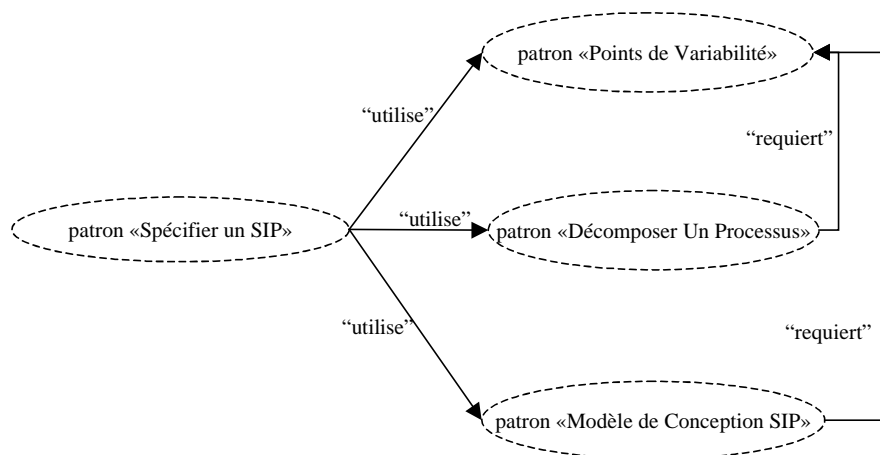 patron «Points de Variabilité»
“utilise”
“requiert”
patron «Spécifier un SIP»
“utilise”
patron «Décomposer Un Processus»
“utilise”
“requiert”
patron «Modèle de Conception SIP»